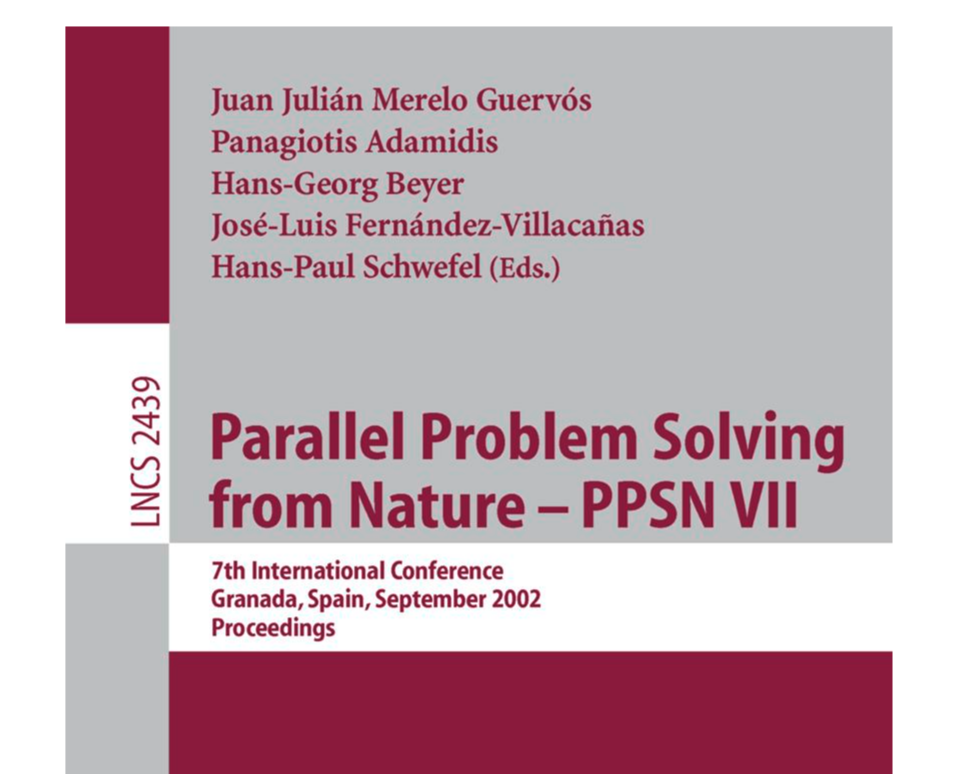 Juan Julián Merelo Guervós
Panagiotis Adamidis
Hans-Georg Beyer
José-Luis Fernández-Villacañas
Hans-Paul Schwefel (Eds.)
LNCS 2439
Parallel Problem Solving
from Nature – PPSN VII
7th International Conference
Granada, Spain, September 2002
Proceedings